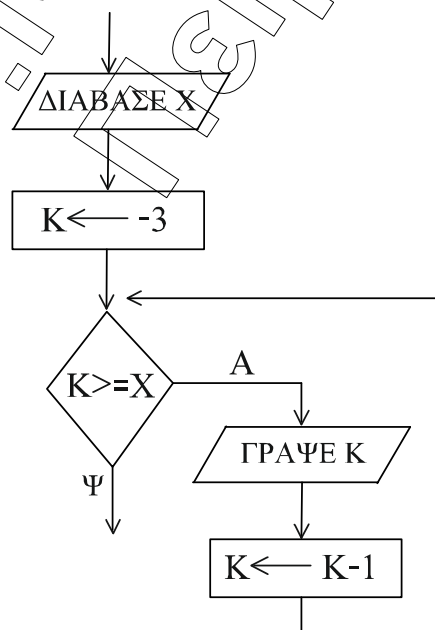 ΔΙΑΒΑΣΕ Χ
Κ ← -3
Κ>=Χ
Α
ΓΡΑΨΕ Κ
Ψ
Κ ← Κ-1